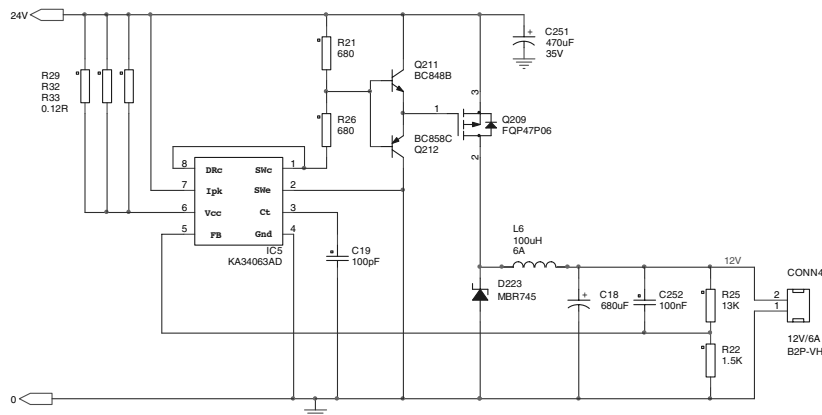 24V
R29
R32
R33
0.12R
R21
680
R26
680
Q211
BC848B
BC858C
Q212
C251
470uF
35V
3
1
2
Q209
FQP47P06
8
7
6
5
DRc
Ipk
Vcc
FB
SWc
SWe
Ct
Gnd
1
2
3
4
IC5
KA34063AD
C19
100pF
L6
100uH
6A
D223
MBR745
C18
680uF
C252
100nF
12V
R25
13K
R22
1.5K
CONN4
2
1
12V/6A
B2P-VH
0